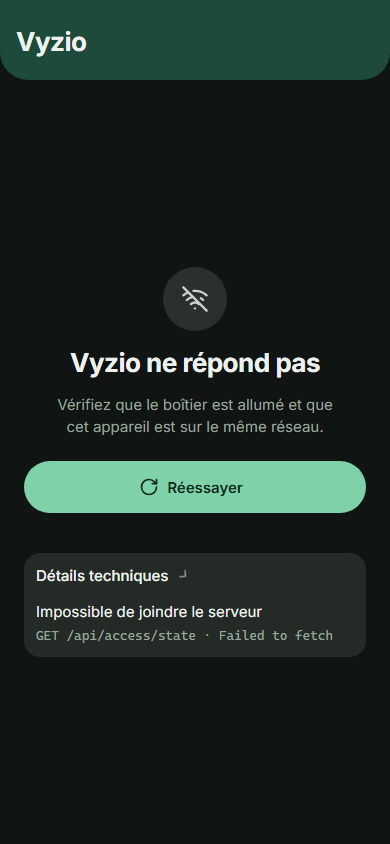 Vyzio
Vyzio ne répond pas
Vérifiez que le boîtier est allumé et que
cet appareil est sur le même réseau.
Réessayer
Détails techniques
Impossible de joindre le serveur
GET /api/access/state · Failed to fetch